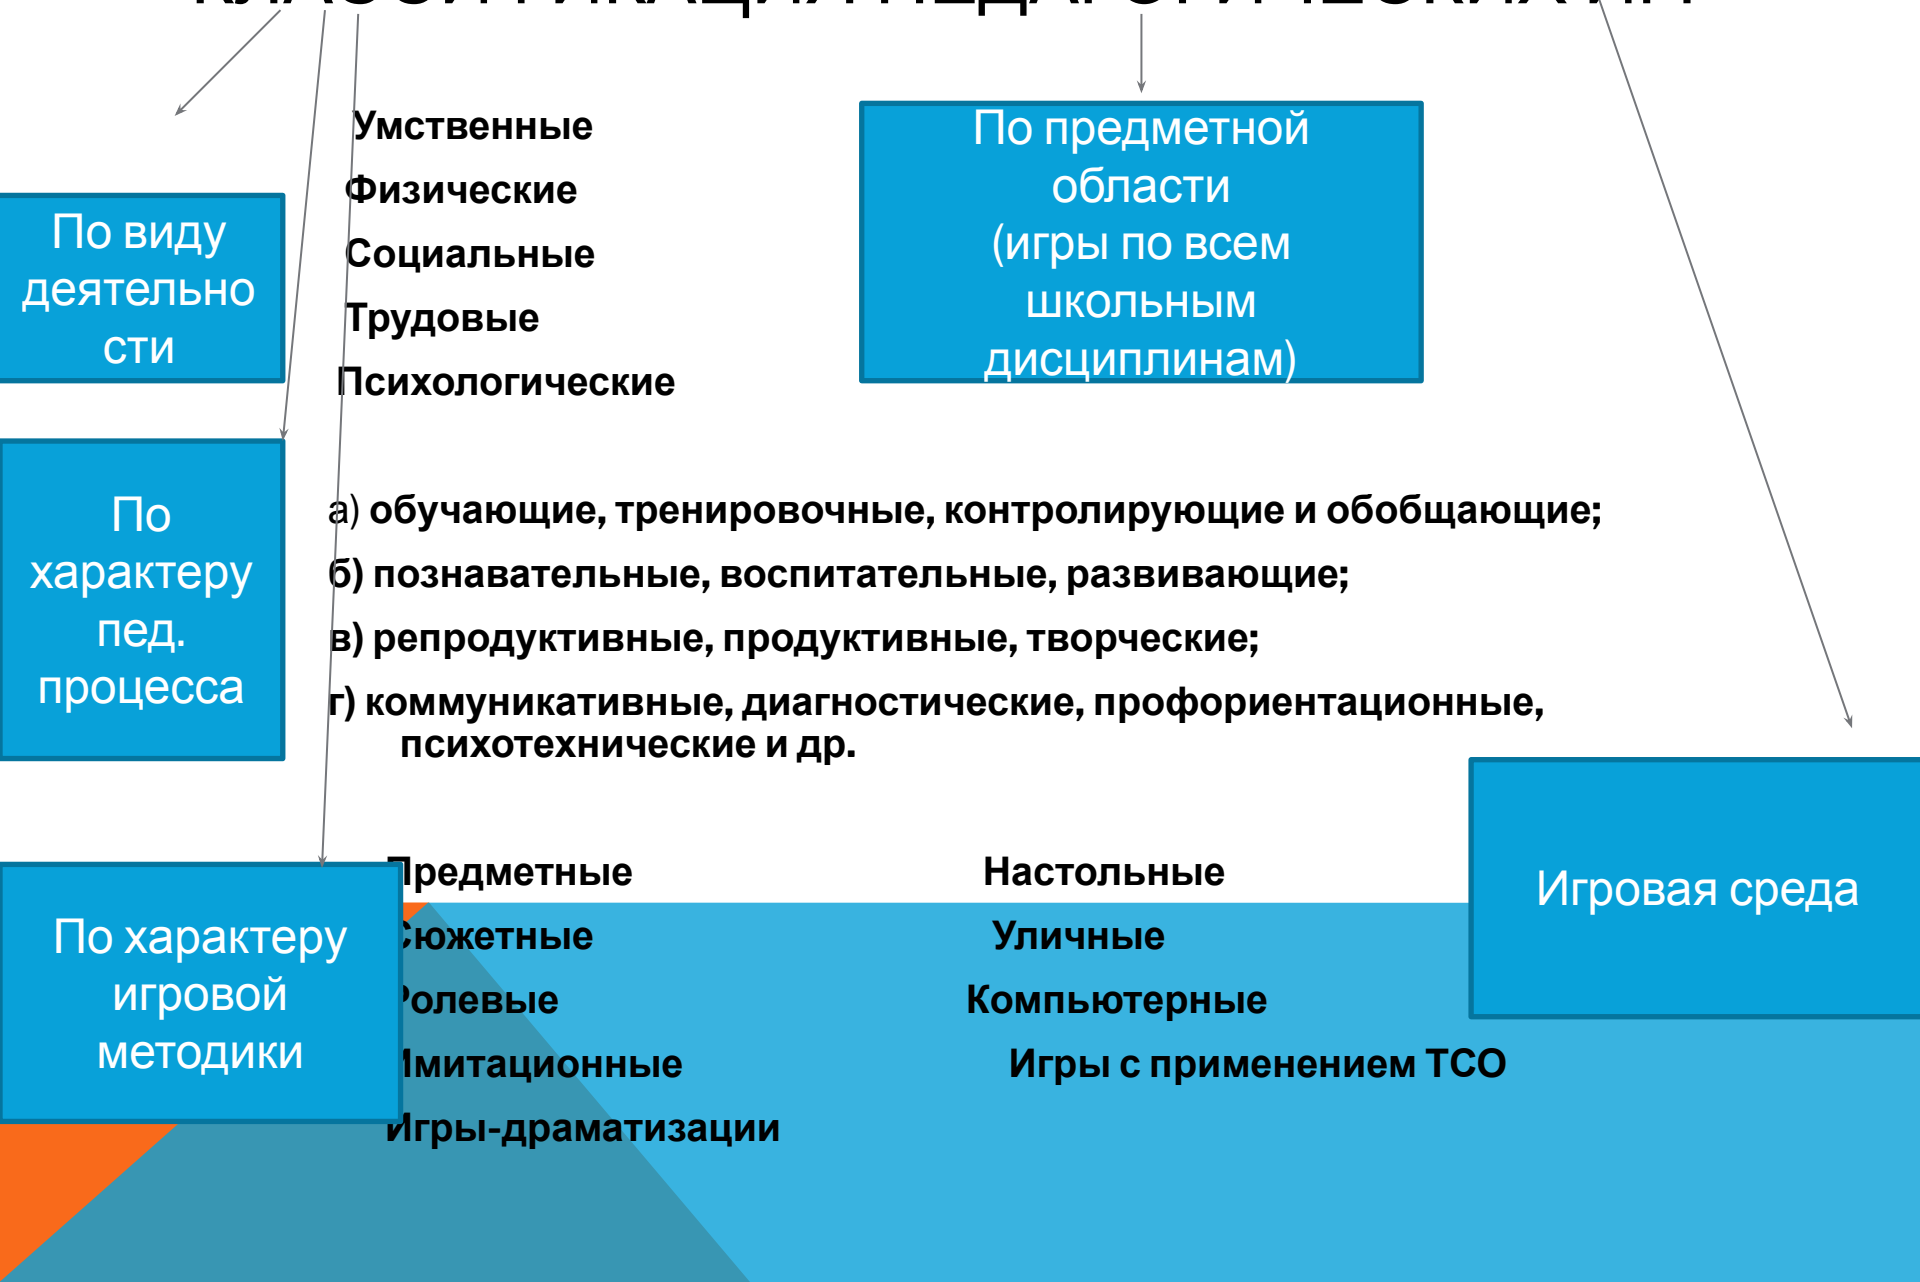 КЛАССИФИКАЦИЯ ПЕДАГОГИЧЕСКИХ
Умственные
Физические
Социальные
Трудовые
Психологические
По виду
деятельно
сти
По предметной
области
(игры по всем
школьным
дисциплинам)
По
характеру
пед.
процесса
а) обучающие, тренировочные, контролирующие и обобщающие;
б) познавательные, воспитательные, развивающие;
в) репродуктивные, продуктивные, творческие;
г) коммуникативные, диагностические, профориентационные,
психотехнические и др.
По характеру
игровой
методики
Предметные Настольные
Сюжетные Уличные
Ролевые Компьютерные
Имитационные Игры с применением ТСО
Игры-драматизации
Игровая среда